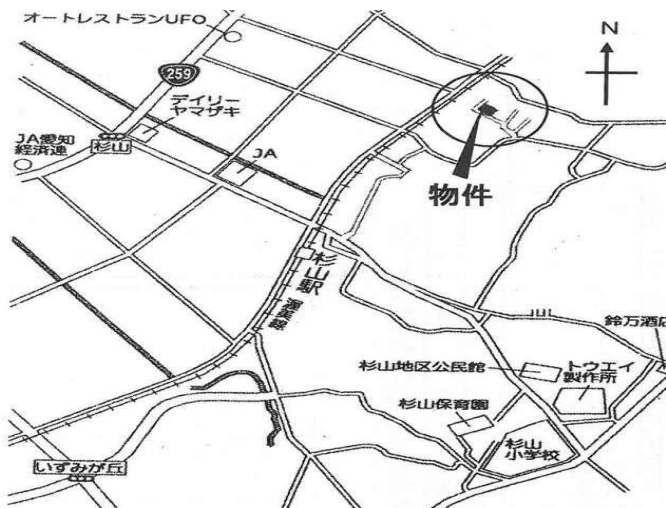 オートレストランUFO
N
259
デイリー
ヤマザキ
JA愛知
経済連
杉山
JA
物件
杉山駅
渥美線
鈴万酒店
杉山地区公民館
トウエイ
製作所
杉山保育園
杉山
小学校
いずみが丘